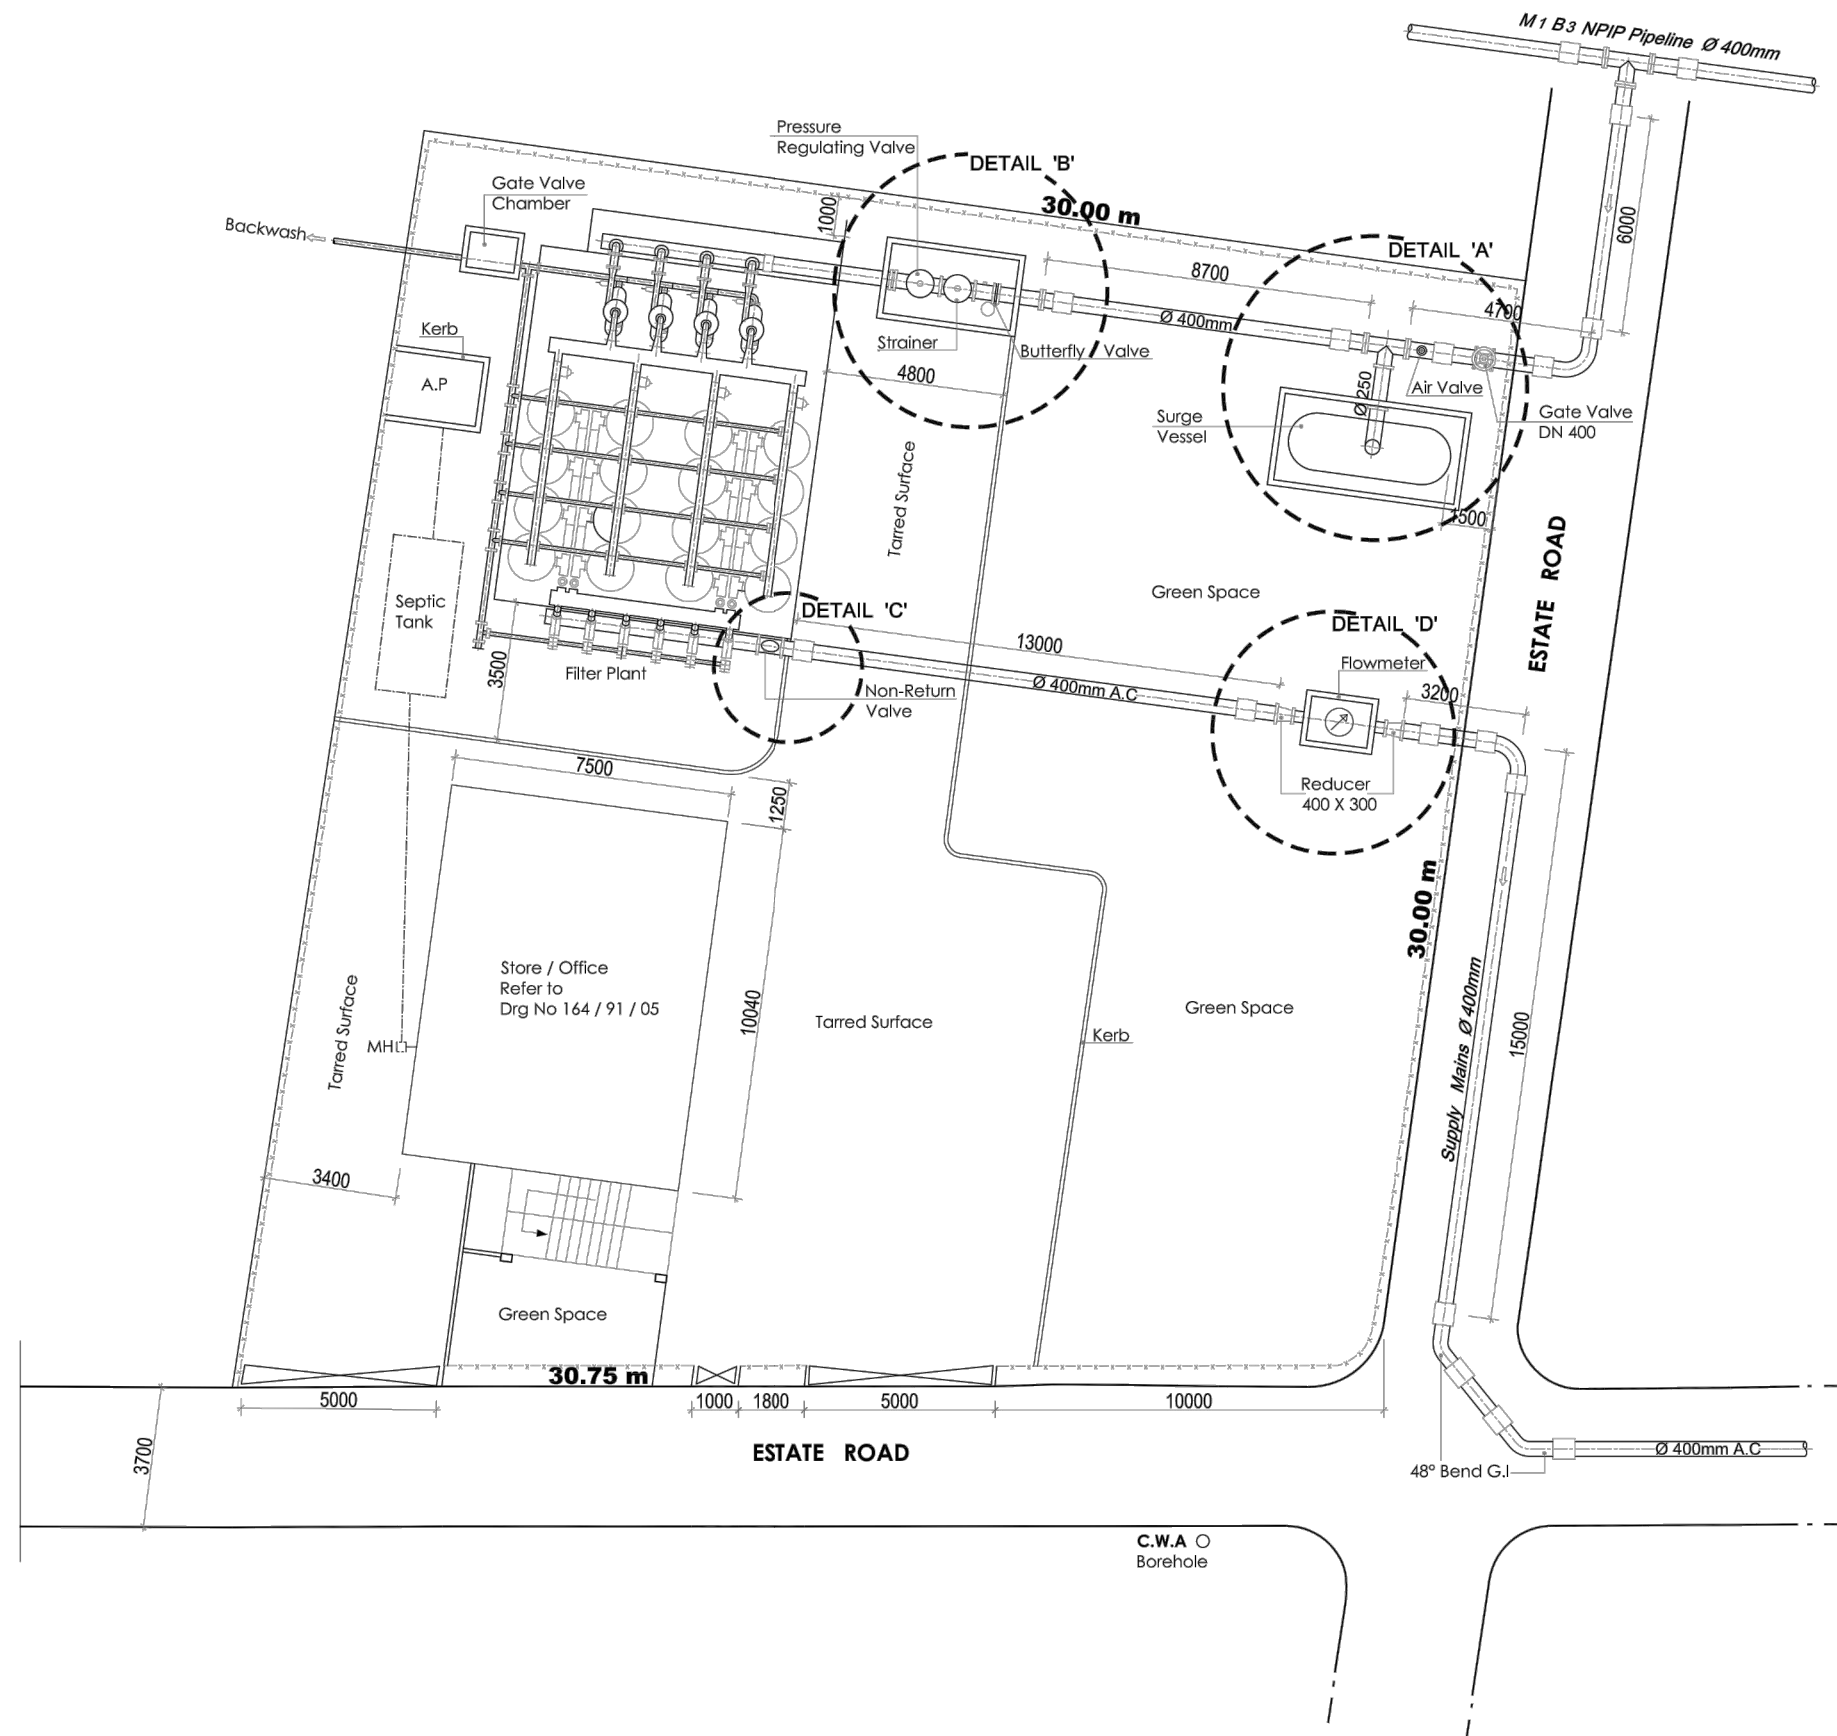 M1 B3 NPIP Pipeline Ø 400mm
Pressure
Regulating Valve
DETAIL 'B'
Gate Valve
Chamber
1000
30.00 m
6000
Backwash
DETAIL 'A'
8700
4700
Ø 400mm
Kerb
Strainer
Butterfly Valve
4800
A.P
Ø 250
Air Valve
Surge
Vessel
Gate Valve
DN 400
Tarred Surface
1500
ESTATE ROAD
Green Space
Septic
Tank
DETAIL 'C'
DETAIL 'D'
13000
Flowmeter
3500
Filter Plant
Ø 400mm A.C
3200
Non-Return
Valve
7500
Reducer
400 X 300
1250
30.00 m
Store / Office
Refer to
Drg No 164 / 91 / 05
10040
Tarred Surface
Tarred Surface
Green Space
Supply Mains Ø 400mm
15000
MH
Kerb
3400
Green Space
30.75 m
5000
1000
1800
5000
10000
3700
ESTATE ROAD
Ø 400mm A.C
48° Bend G.I
C.W.A
Borehole